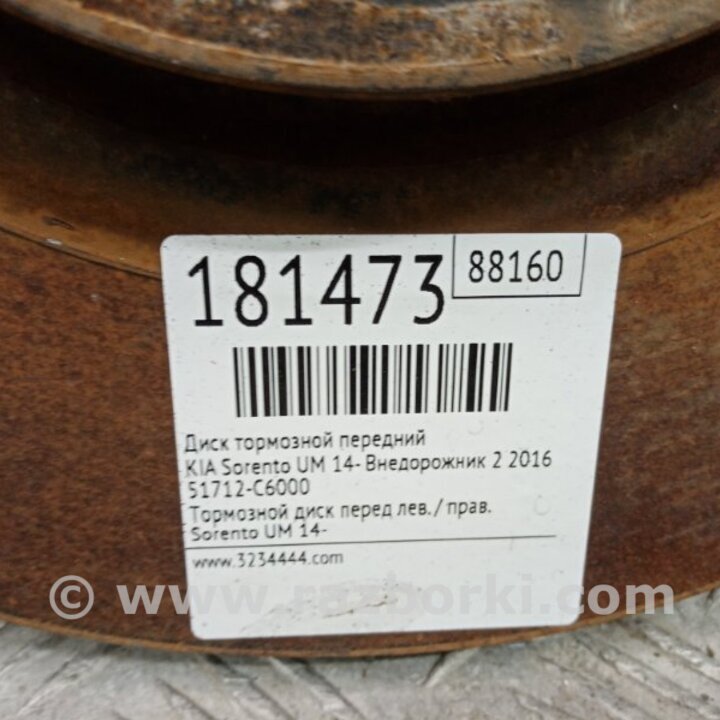 181473
88160
Диск тормозной передний
KIA Sorento UM 14- Внедорожник 2 2016
51712-C6000
Тормозной диск перед лев./ прав.
Sorento UM 14-
www.3234444.com
© www.razborki.com